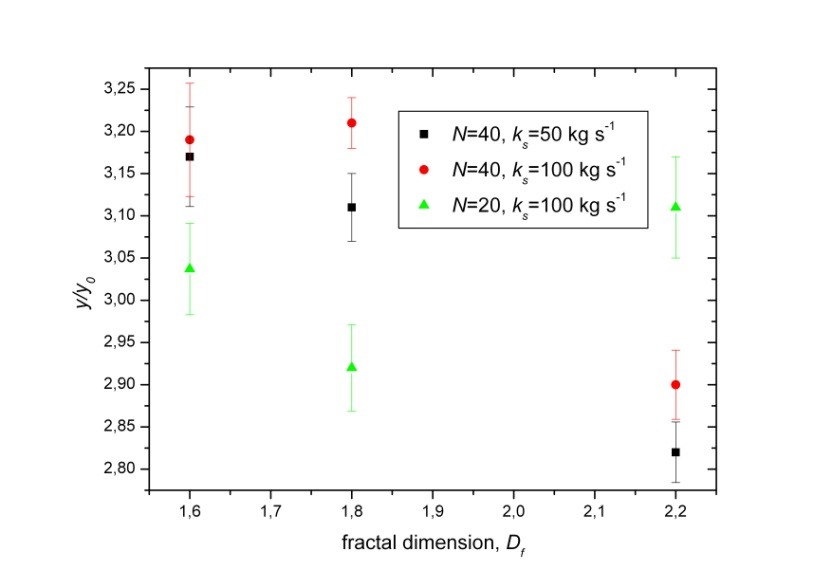 3,25
3,20
3,15
3,10
3,05
3,00
2,95
2,90
2,85
2,80
y/y0
N=40, ks=50 kg s-1
N=40, ks=100 kg s-1
N=20, ks=100 kg s-1
1,6 1,7 1,8 1,9 2,0 2,1 2,2
fractal dimension, Df